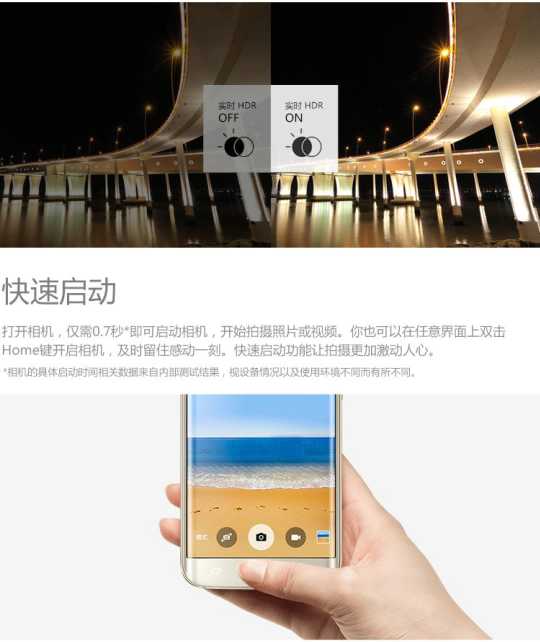 实时 HDR
OFF
实时 HDR
ON
快速启动
打开相机，仅需0.7秒*即可启动相机，开始拍摄照片或视频。你也可以在任意界面上双击
Home键开启相机，及时留住感动一刻。快速启动功能让拍摄更加激动人心。
*相机的具体启动时间相关数据来自内部测试结果，视设备情况以及使用环境不同而有所不同。
模式